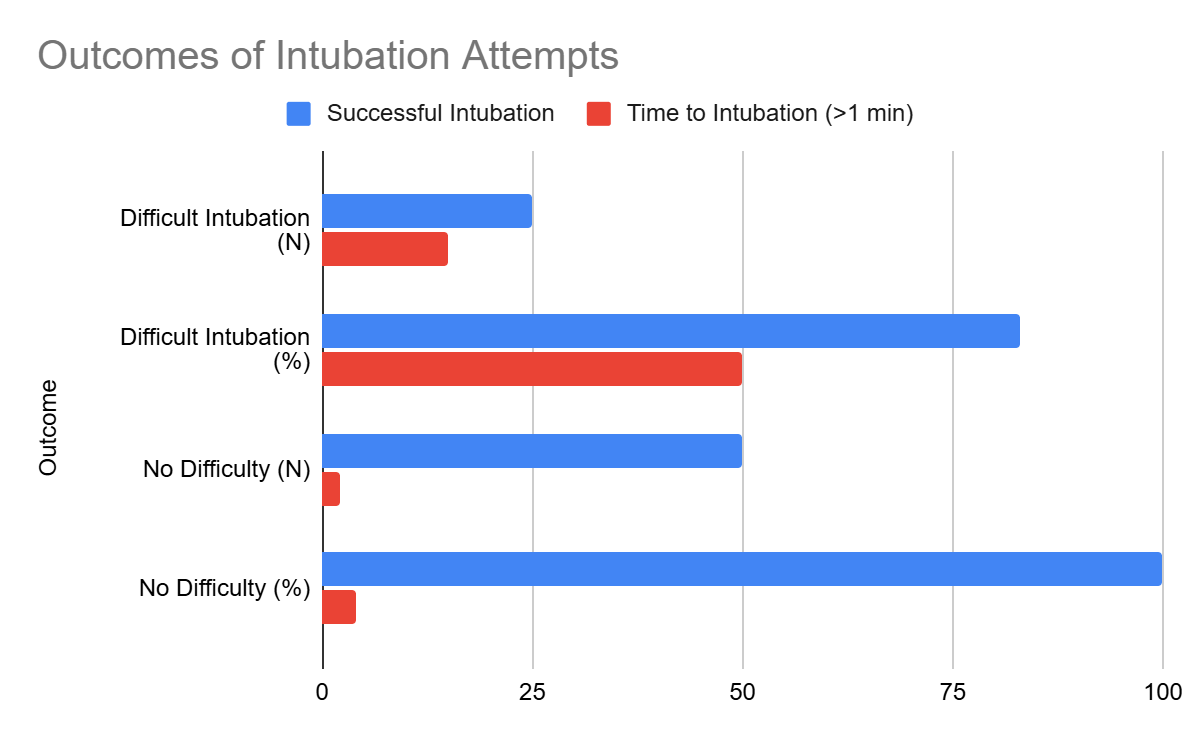 Outcomes of Intubation Attempts
Successful Intubation
Time to Intubation (>1 min)
Difficult Intubation
(N)
Difficult Intubation
(%)
No Difficulty (N)
No Difficulty (%)
Outcome
0
25
50
75
100